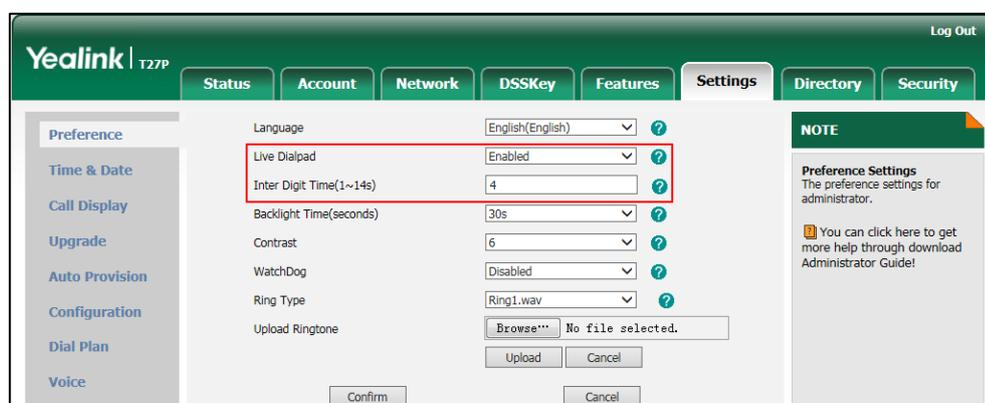 Log Out
Yealink | T27P
Status Account Network DSSKey Features Settings Directory Security
Preference
Time & Date
Call Display
Upgrade
Auto Provision
Configuration
Dial Plan
Voice
Language English(English) ?
Live Dialpad Enabled ?
Inter Digit Time(1~14s) 4 ?
Backlight Time(seconds) 30s ?
Contrast 6 ?
WatchDog Disabled ?
Ring Type Ring1.wav ?
Upload Ringtone Browse… No file selected.
Upload Cancel
Confirm Cancel
NOTE
Preference Settings
The preference settings for
administrator.
? You can click here to get
more help through download
Administrator Guide!